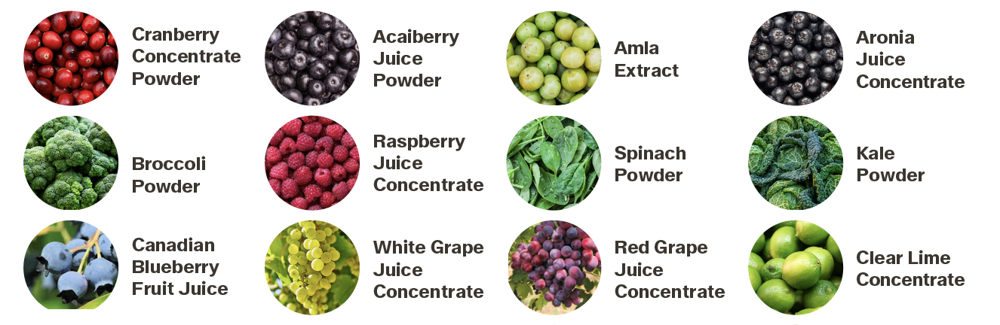 Cranberry
Concentrate
Powder
Acaiberry
Juice
Powder
Amla
Extract
Aronia
Juice
Concentrate
Broccoli
Powder
Raspberry
Juice
Concentrate
Spinach
Powder
Kale
Powder
Canadian
Blueberry
Fruit Juice
White Grape
Juice
Concentrate
Red Grape
Juice
Concentrate
Clear Lime
Concentrate